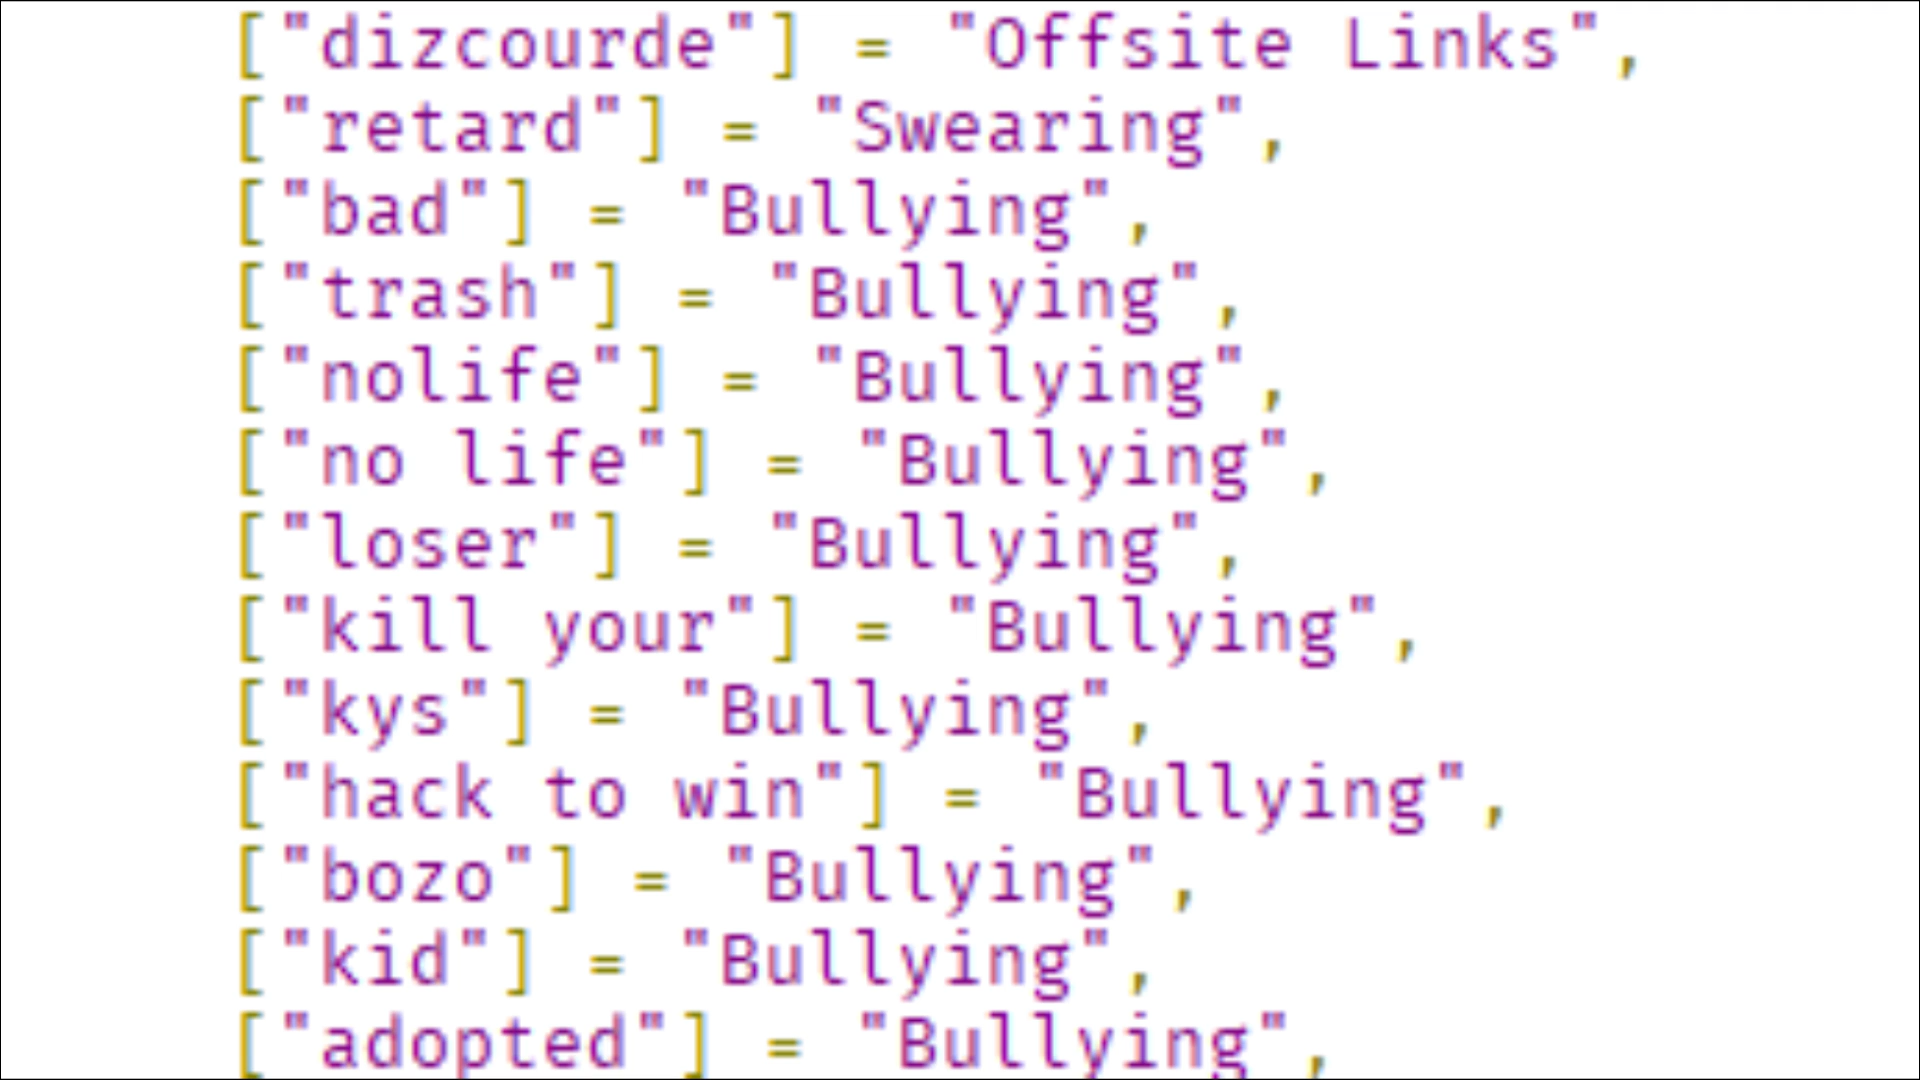 ["dizcourde"] = "Offsite Links",
["retard"] = "Swearing",
["bad"] = "Bullying",
["trash"] = "Bullying",
["nolife"] = "Bullying",
["no life"] = "Bullying",
["loser"] = "Bullying",
["kill your"] = "Bullying",
["kys"] = "Bullying",
["hack to win"] = "Bullying",
["bozo"] = "Bullying",
["kid"] = "Bullying",
["adopted"] = "Bullying",